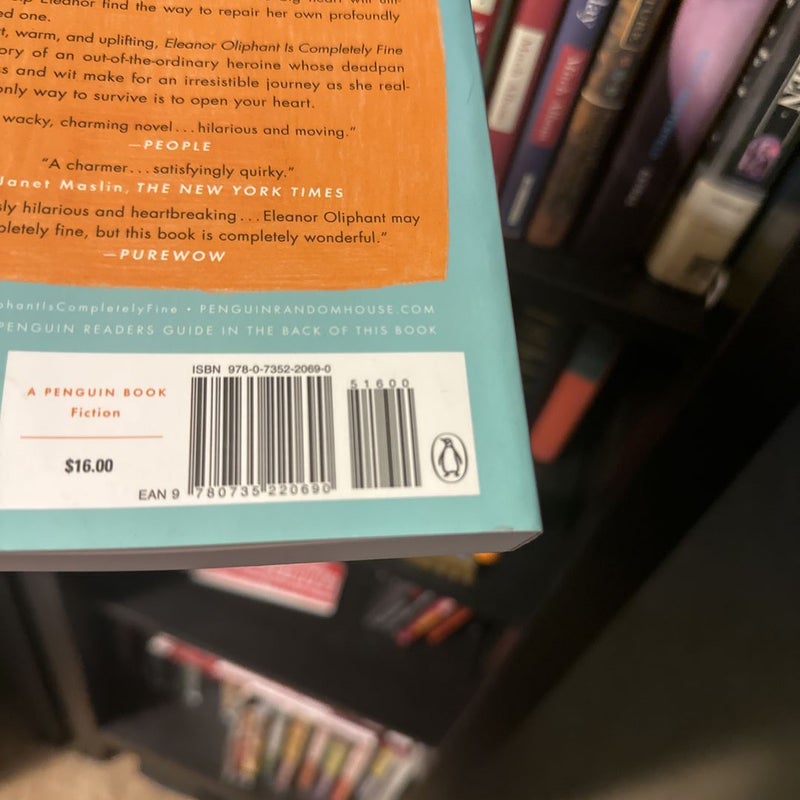 Eleanor find the way to repair her own profoundly
ed one.
t, warm, and uplifting, Eleanor Oliphant Is Completely Fine
ory of an out-of-the-ordinary heroine whose deadpan
s and wit make for an irresistible journey as she real-
only way to survive is to open your heart.
wacky, charming novel...hilarious and moving."
—PEOPLE
"A charmer...satisfyingly quirky."
Janet Maslin, THE NEW YORK TIMES
sly hilarious and heartbreaking...Eleanor Oliphant may
pletely fine, but this book is completely wonderful."
—PUREWOW
phantIsCompletelyFine • PENGUINRANDOMHOUSE.COM
PENGUIN READERS GUIDE IN THE BACK OF THIS BOOK
A PENGUIN BOOK
Fiction
$16.00
ISBN 978-0-7352-2069-0
51600
EAN 9 780735 220690